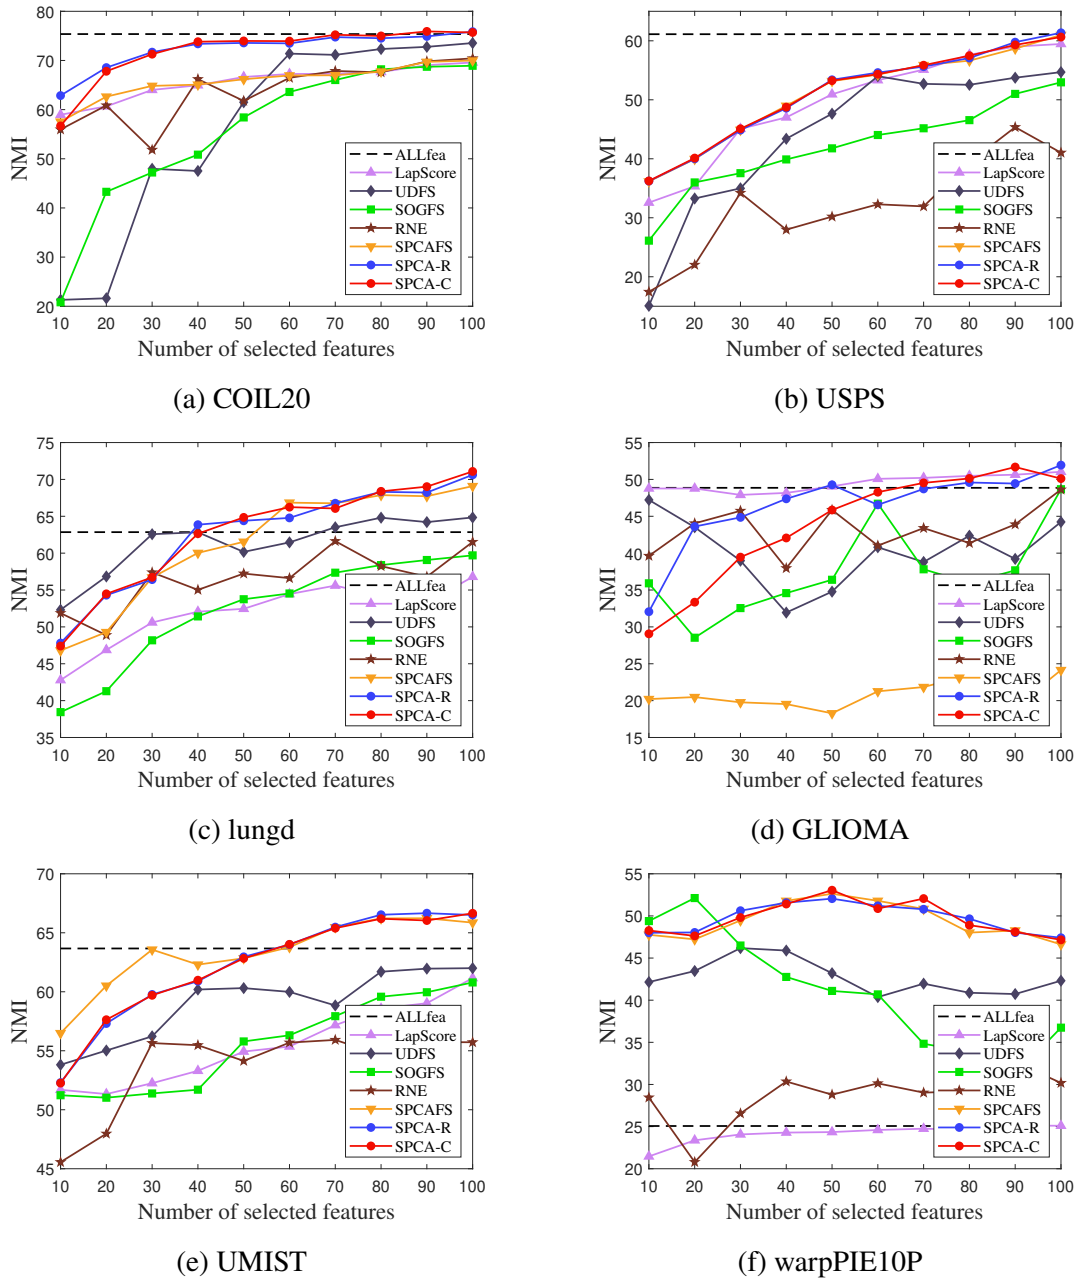 80
70
60
50
40
30
20
NMI
10 20 30 40 50 60 70 80 90 100
Number of selected features
ALLfea
LapScore
UDFS
SOGFS
RNE
SPCAFS
SPCA-R
SPCA-C
(a) COIL20
60
50
40
30
20
NMI
10 20 30 40 50 60 70 80 90 100
Number of selected features
ALLfea
LapScore
UDFS
SOGFS
RNE
SPCAFS
SPCA-R
SPCA-C
(b) USPS
75
70
65
60
55
50
45
40
35
NMI
10 20 30 40 50 60 70 80 90 100
Number of selected features
ALLfea
LapScore
UDFS
SOGFS
RNE
SPCAFS
SPCA-R
SPCA-C
(c) lungd
55
50
45
40
35
30
25
20
15
NMI
10 20 30 40 50 60 70 80 90 100
Number of selected features
ALLfea
LapScore
UDFS
SOGFS
RNE
SPCAFS
SPCA-R
SPCA-C
(d) GLIOMA
70
65
60
55
50
45
NMI
10 20 30 40 50 60 70 80 90 100
Number of selected features
ALLfea
LapScore
UDFS
SOGFS
RNE
SPCAFS
SPCA-R
SPCA-C
(e) UMIST
55
50
45
40
35
30
25
20
NMI
10 20 30 40 50 60 70 80 90 100
Number of selected features
ALLfea
LapScore
UDFS
SOGFS
RNE
SPCAFS
SPCA-R
SPCA-C
(f) warpPIE10P